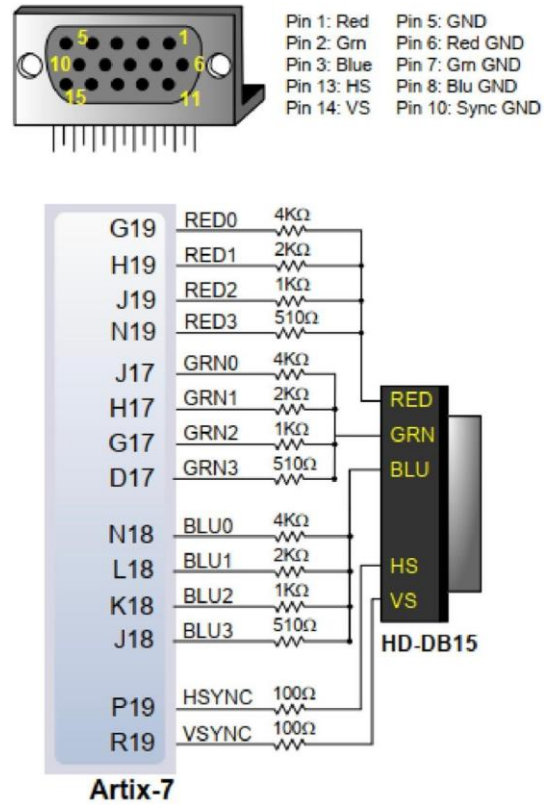 5 1
10 6
15 11
Pin 1: Red Pin 5: GND
Pin 2: Grn Pin 6: Red GND
Pin 3: Blue Pin 7: Grn GND
Pin 13: HS Pin 8: Blu GND
Pin 14: VS Pin 10: Sync GND
G19 RED0 4KΩ
H19 RED1 2KΩ
J19 RED2 1KΩ
N19 RED3 510Ω
J17 GRN0 4KΩ
H17 GRN1 2KΩ
G17 GRN2 1KΩ
D17 GRN3 510Ω
N18 BLU0 4KΩ
L18 BLU1 2KΩ
K18 BLU2 1KΩ
J18 BLU3 510Ω
P19 HSYNC 100Ω
R19 VSYNC 100Ω
Artix-7
RED
GRN
BLU
HS
VS
HD-DB15